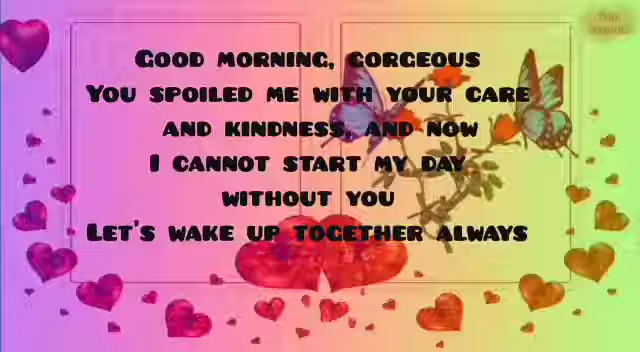 Good morning, gorgeous
You spoiled me with your care
and kindness, and now
I cannot start my day
without you
Let's wake up together always